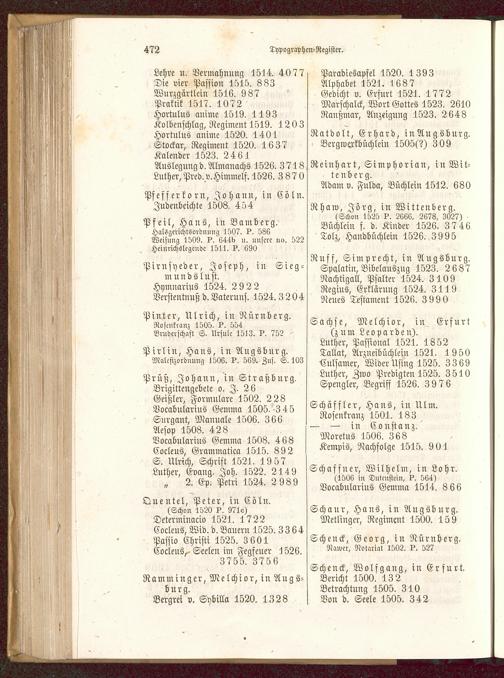 472
Typographen-Register.
Lehre u. Vermahnung 1514. 4077
Die vier Passion 1515. 883
Wurzgärtlein 1516. 987
Praktik 1517. 1072
Hortulus anime 1519. 1193
Kolbenschlag, Regiment 1519. 1203
Hortulus anime 1520. 1401
Stockar, Regiment 1520. 1637
Kalender 1523. 2461
Auslegung d. Almanachs 1526. 3718
Luther, Pred. v. Himmelf. 1526. 3870
Pfefferkorn, Johann, in Cöln.
Judenbeichte 1508. 454
Pfeil, Hans, in Bamberg.
Halsgerichtsordnung 1507. P. 586
Weisung 1509. P. 644b u. unsere no. 522
Heinrichslegende 1511. P. 690
Pirnsyeder, Joseph, in Sieg-
mundslust.
Hymnarius 1524. 2922
Verstentnuß d. Vaterunf. 1524. 3204
Pinter, Ulrich, in Nürnberg.
Rosenkranz 1505. P. 554
Bruderschaft S. Ursule 1513. P. 752
Pirlin, Hans, in Augsburg.
Malefizordnung 1506. P. 569. Zus. S. 103
Prüß, Johann, in Straßburg.
Brigittengebete o. J. 26
Geißler, Formulare 1502. 228
Vocabularius Gemma 1505. 345
Surgant, Manuale 1506. 366
Aesop 1508. 428
Vocabularius Gemma 1508. 468
Cocleus, Grammatica 1515. 892
S. Ulrich, Schrift 1521. 1957
Luther, Evang. Joh. 1522. 2149
„ 2. Ep: Petri 1524. 2989
Quentel, Peter, in Cöln.
(Schon 1520 P. 971c)
Determinacio 1521. 1722
Cocleus, Wid. d. Bauern 1525. 3364
Passio Christi 1525. 3601
Cocleus, Seelen im Fegfeuer 1526.
3755. 3756
Ramminger, Melchior, in Augs-
burg.
Bergrei v. Sybilla 1520. 1328
Paradiesapfel 1520. 1393
Alphabet 1521. 1687
Gedicht v. Erfurt 1521. 1772
Marschalck, Wort Gottes 1523. 2610
Ranßmar, Anzeigung 1523. 2648
Ratdolt, Erhard, in Augsburg.
Bergwerkbüchlein 1505(?) 309
Reinhart, Simphorian, in Wit-
tenberg.
Adam v. Fulda, Büchlein 1512. 680
Rhaw, Jörg, in Wittenberg.
(Schon 1525 P. 2666, 2678, 3027)
Büchlein f. d. Kinder 1526. 3746
Tolz, Handbüchlein 1526. 3995
Ruff, Simprecht, in Augsburg.
Spalatin, Bibelauszug 1523. 2687
Nachtigall, Psalter 1524. 3109
Regius, Erklärung 1524. 3119
Neues Testament 1526. 3990
Sachse, Melchior, in Erfurt
(zum Leoparden).
Luther, Passional 1521. 1852
Tallat, Arzneibüchlein 1521. 1950
Culsamer, Wider Using 1525. 3369
Luther, Zwo Predigten 1525. 3510
Spengler, Begriff 1526. 3976
Schäffler, Hans, in Ulm.
Rosenkranz 1501. 183
— — in Constanz.
Moretus 1506. 368
Kempis, Nachfolge 1515. 901
Schaffner, Wilhelm, in Lohr.
(1506 in Dutenstein, P. 564)
Vocabularius Gemma 1514. 866
Schaur, Hans, in Augsburg.
Metlinger, Regiment 1500. 159
Schenck, Georg, in Nürnberg.
Nawer, Notariat 1502. P. 527
Schenck, Wolfgang, in Erfurt.
Bericht 1500. 132
Betrachtung 1505. 310
Von d. Seele 1505. 342